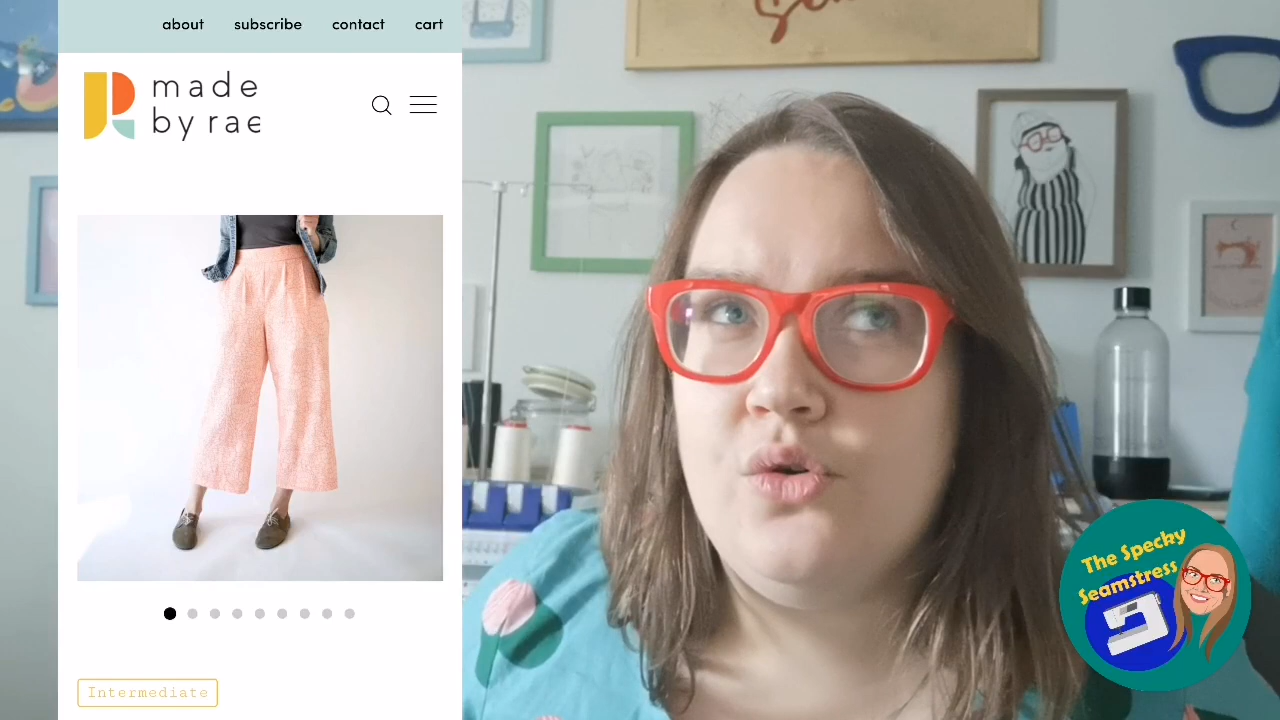 about subscribe contact cart
made
by rae
Intermediate
The Specky
Seamstress